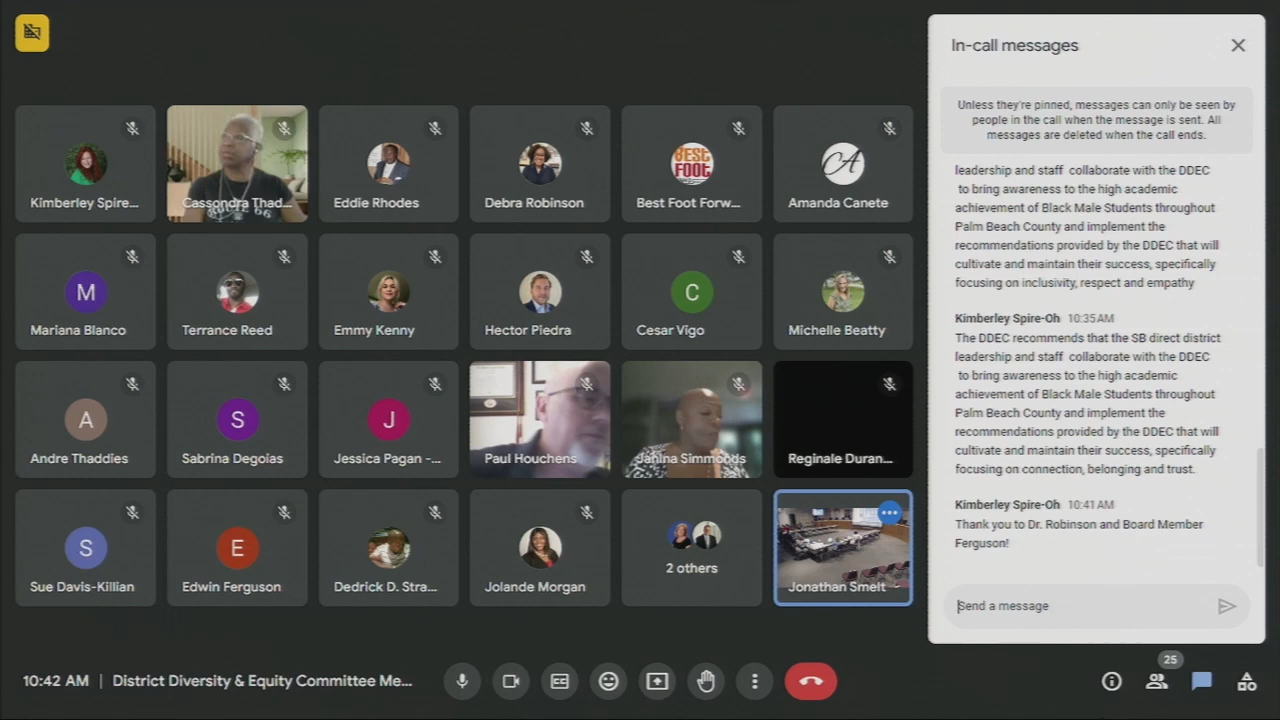 In-call messages
Unless they're pinned, messages can only be seen by
people in the call when the message is sent. All
messages are deleted when the call ends.
leadership and staff collaborate with the DDEC
to bring awareness to the high academic
achievement of Black Male Students throughout
Palm Beach County and implement the
recommendations provided by the DDEC that will
cultivate and maintain their success, specifically
focusing on inclusivity, respect and empathy
Kimberley Spire-Oh 10:35 AM
The DDEC recommends that the SB direct district
leadership and staff collaborate with the DDEC
to bring awareness to the high academic
achievement of Black Male Students throughout
Palm Beach County and implement the
recommendations provided by the DDEC that will
cultivate and maintain their success, specifically
focusing on connection, belonging and trust.
Kimberley Spire-Oh 10:41 AM
Thank you to Dr. Robinson and Board Member
Ferguson!
Send a message
Kimberley Spire...
Cassondra Thad...
ROUTE 66
Eddie Rhodes
Debra Robinson
BEST
FOOT
Best Foot Forw...
CA
Amanda Canete
M
Mariana Blanco
Terrance Reed
Emmy Kenny
Hector Piedra
C
Cesar Vigo
Michelle Beatty
A
Andre Thaddies
S
Sabrina Degoias
J
Jessica Pagan -...
Paul Houchens
Janina Simmonds
Reginale Duran...
S
Sue Davis-Killian
E
Edwin Ferguson
Dedrick D. Stra...
Jolande Morgan
2 others
Jonathan Smelt -
10:42 AM | District Diversity & Equity Committee Me...
CC
25